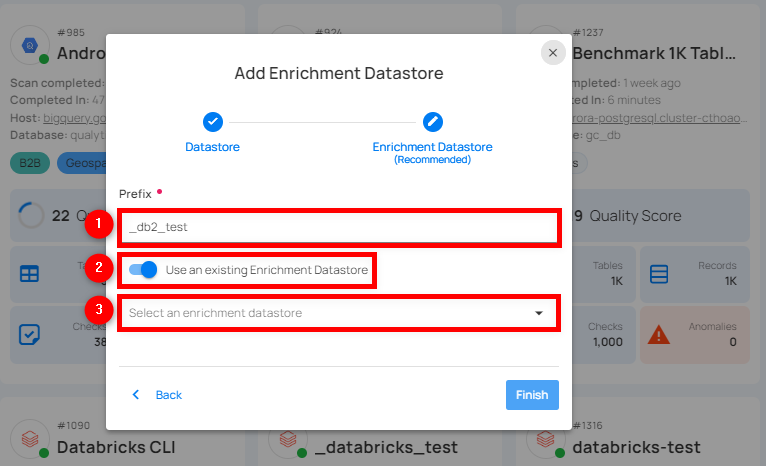 #985
#924
#1237
Andro
Benchmark 1K Tabl...
Add Enrichment Datastore
Scan completed:
mpleted: 1 week ago
Completed In: 47
ed In: 6 minutes
Host: bigquery.go
rora-postgresql.cluster-cthoao...
Database: qualyt
e: gc_db
Datastore
Enrichment Datastore
(Recommended)
B2B
Geospa
Prefix
1
_db2_test
22
9 Quality Score
2
Use an existing Enrichment Datastore
Tables
1K
Records
1K
3
Select an enrichment datastore
Checks
38
Checks
1,000
Anomalies
0
Back
Finish
#1090
#1316
Databricks CLI
_databricks_test
databricks-test